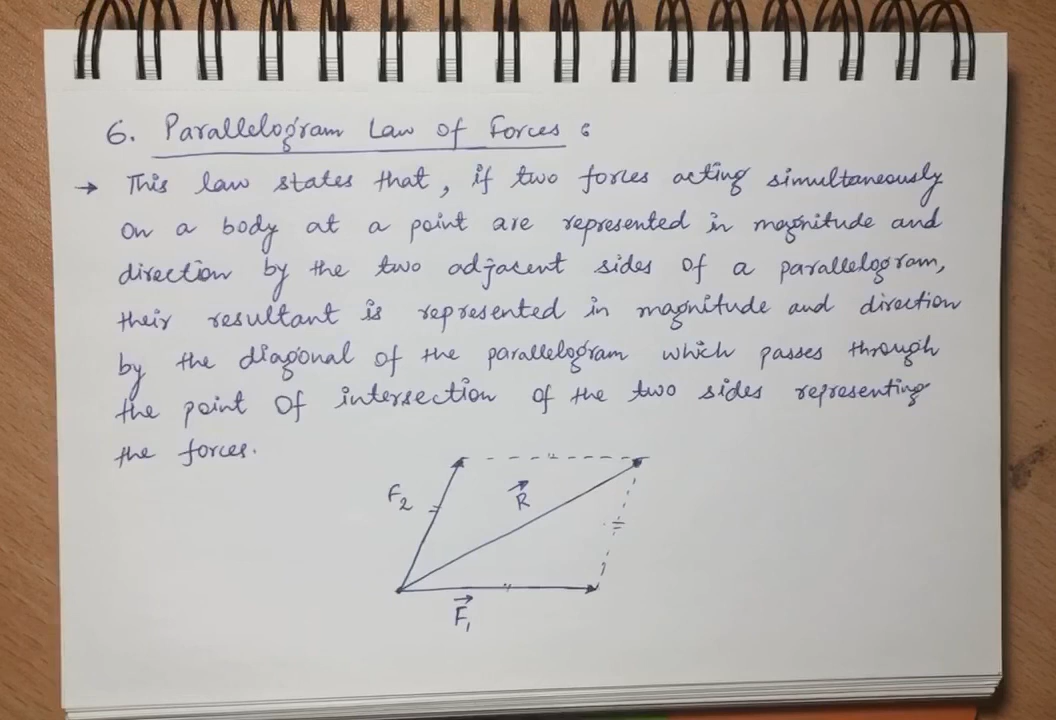 6. Parallelogram Law of Forces :
→ This law states that, if two forces acting simultaneously
on a body at a point are represented in magnitude and
direction by the two adjacent sides of a parallelogram,
their resultant is represented in magnitude and direction
by the diagonal of the parallelogram which passes through
the point of intersection of the two sides representing
the forces.
F₂
R⃗
F⃗₁